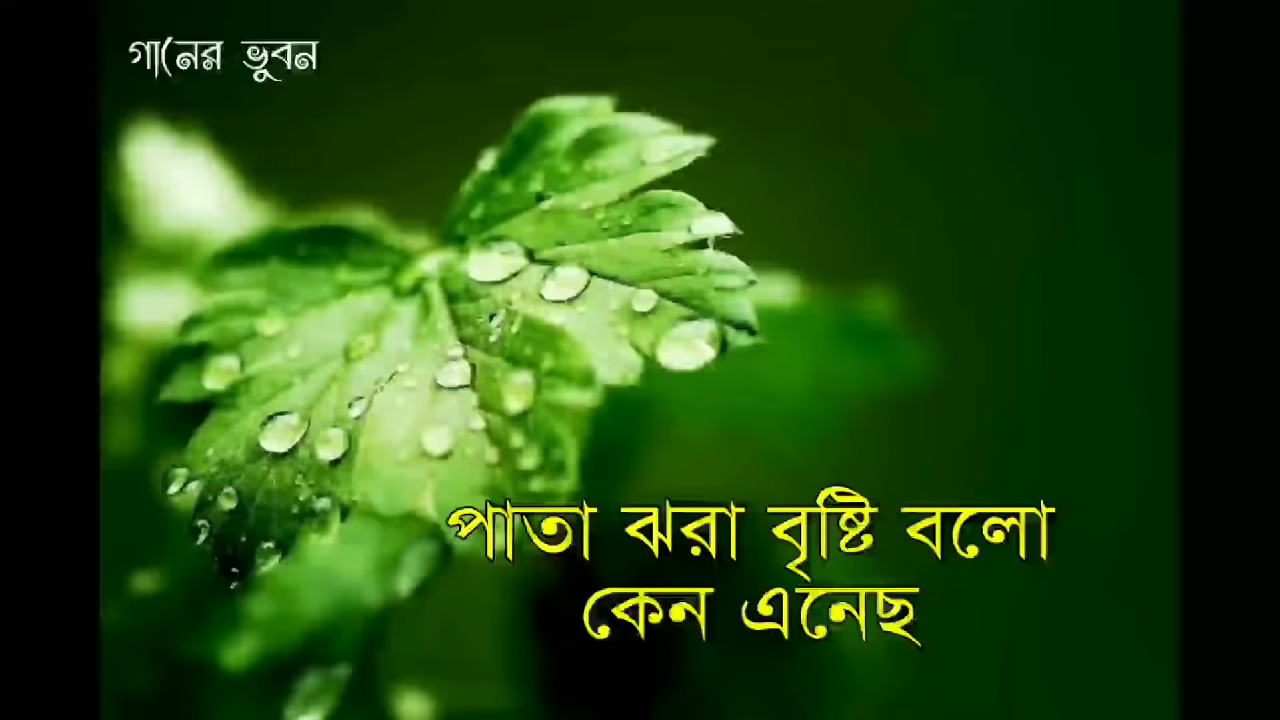 গানের ভুবন
পাতা ঝরা বৃষ্টি বলো
কেন এনেছ